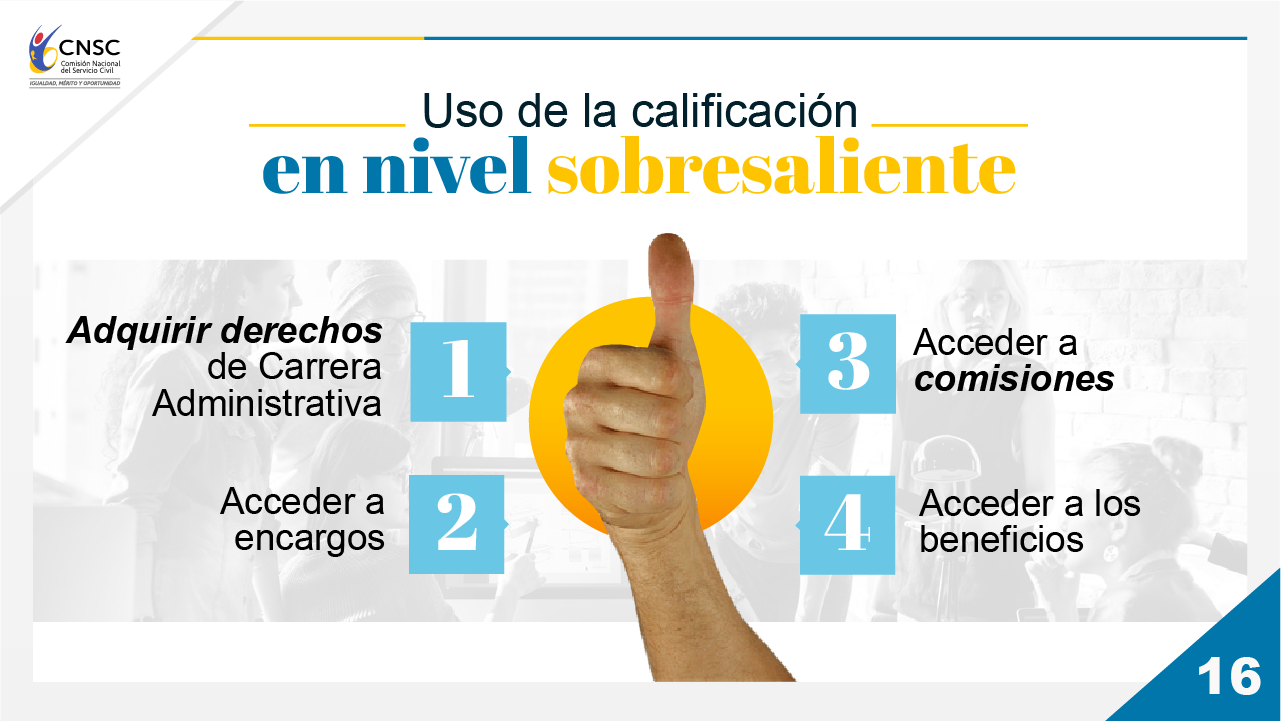 CNSC
Comisión Nacional
del Servicio Civil
IGUALDAD, MÉRITO Y OPORTUNIDAD
Uso de la calificación
en nivel sobresaliente
Adquirir derechos
de Carrera
Administrativa
1
Acceder a
encargos
2
3
Acceder a
comisiones
4
Acceder a los
beneficios
16